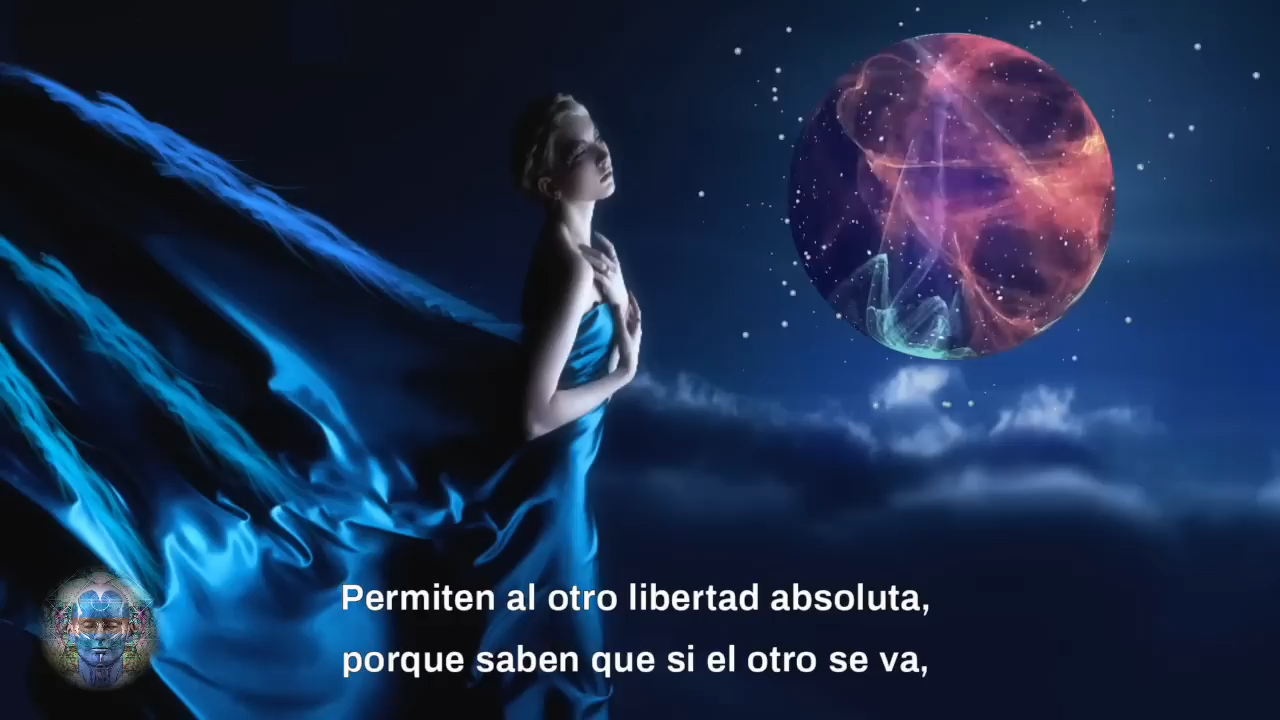 Permiten al otro libertad absoluta,
porque saben que si el otro se va,